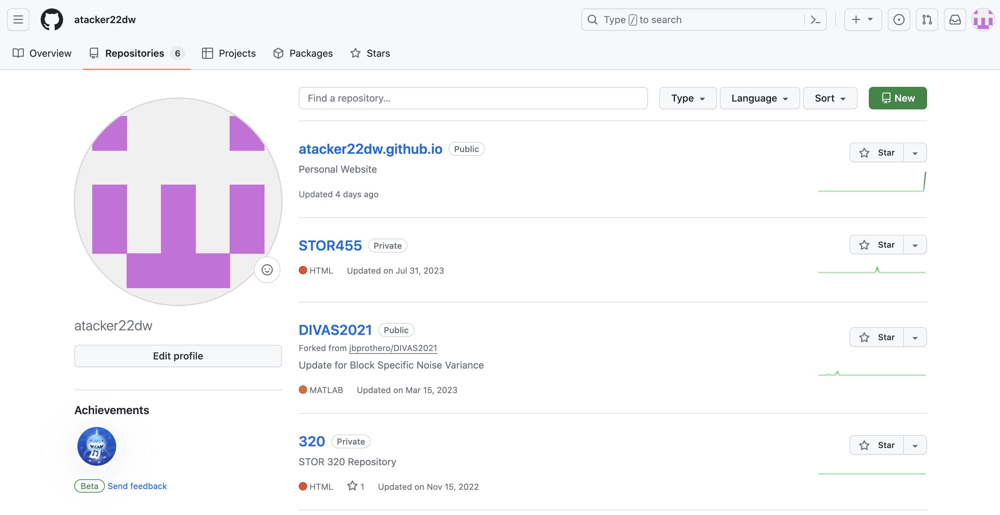 atacker22dw
Type / to search
Overview Repositories 6 Projects Packages Stars
Find a repository... Type Language Sort New
atacker22dw.github.io Public
Star
Personal Website
Updated 4 days ago
STOR455 Private
Star
HTML Updated on Jul 31, 2023
atacker22dw
Edit profile
DIVAS2021 Public
Star
Forked from jbprothero/DIVAS2021
Update for Block Specific Noise Variance
MATLAB Updated on Mar 15, 2023
Achievements
Beta Send feedback
320 Private
Star
STOR 320 Repository
HTML 1 Updated on Nov 15, 2022